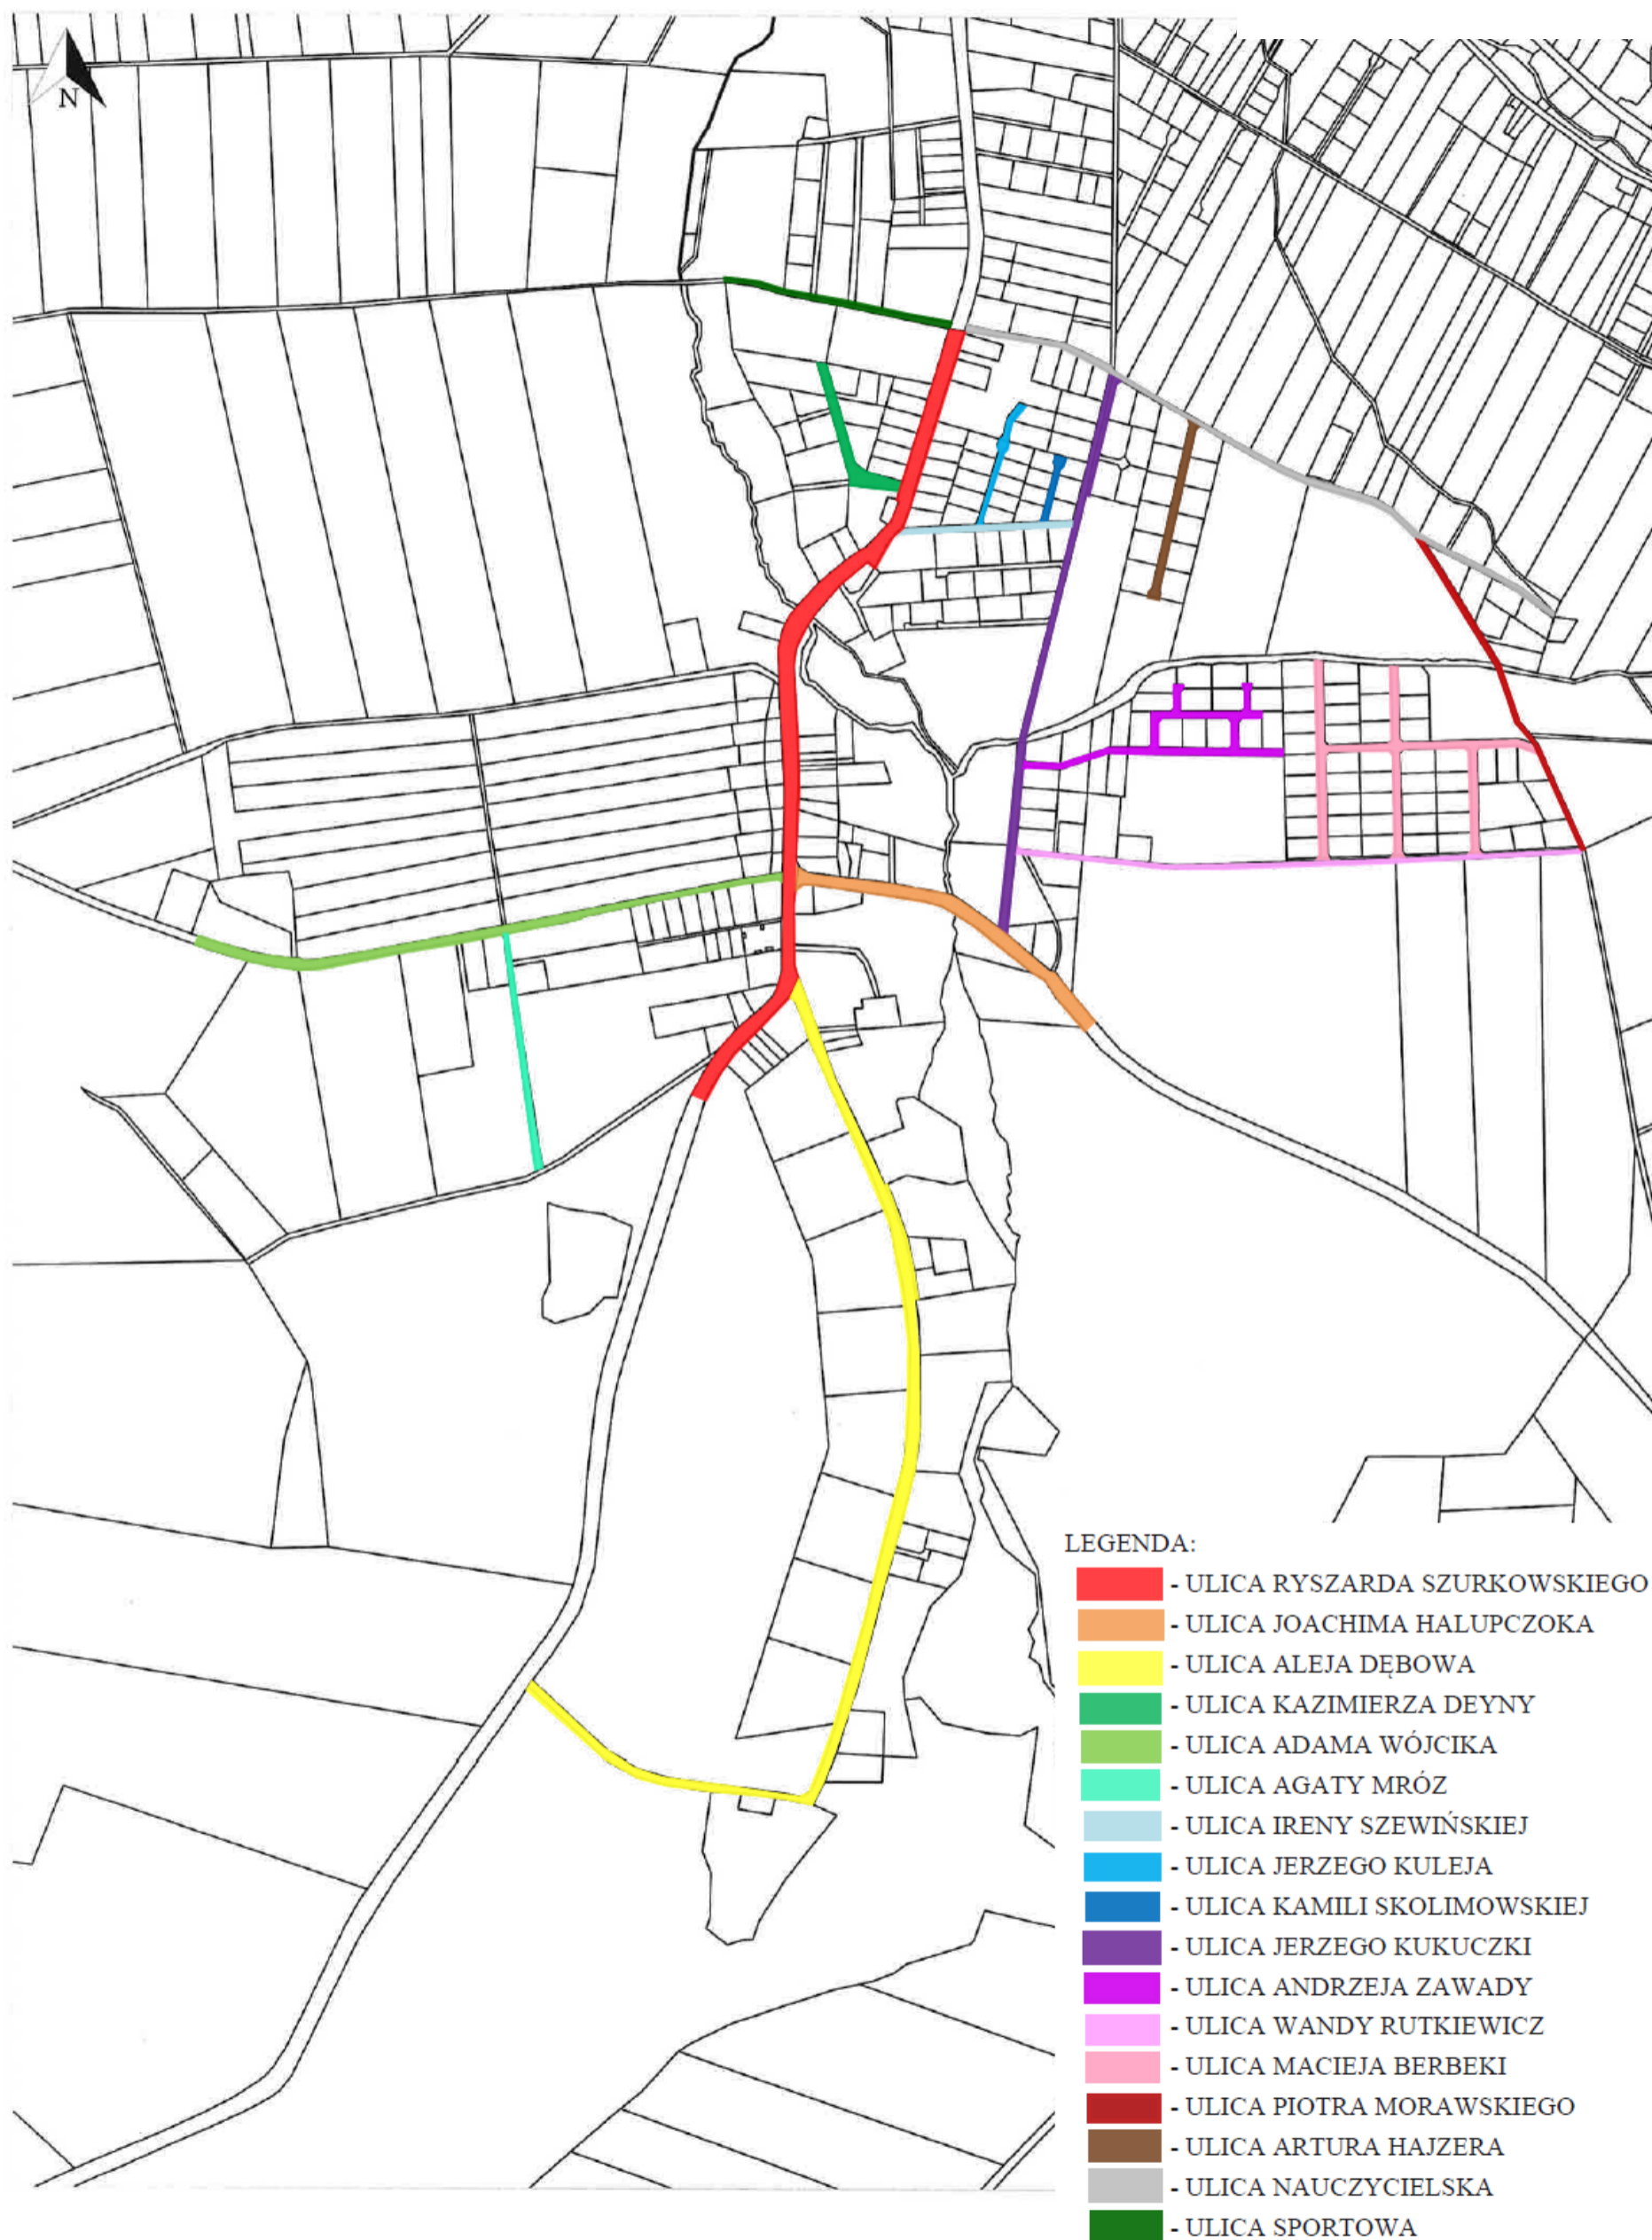 N
LEGENDA:
- ULICA RYSZARDA SZURKOWSKIEGO
- ULICA JOACHIMA HALUPCZOKA
- ULICA ALEJA DĘBOWA
- ULICA KAZIMIERZA DEYNY
- ULICA ADAMA WÓJCIKA
- ULICA AGATY MRÓZ
- ULICA IRENY SZEWIŃSKIEJ
- ULICA JERZEGO KULEJA
- ULICA KAMILI SKOLIMOWSKIEJ
- ULICA JERZEGO KUKUCZKI
- ULICA ANDRZEJA ZAWADY
- ULICA WANDY RUTKIEWICZ
- ULICA MACIEJA BERBEKI
- ULICA PIOTRA MORAWSKIEGO
- ULICA ARTURA HAJZERA
- ULICA NAUCZYCIELSKA
- ULICA SPORTOWA